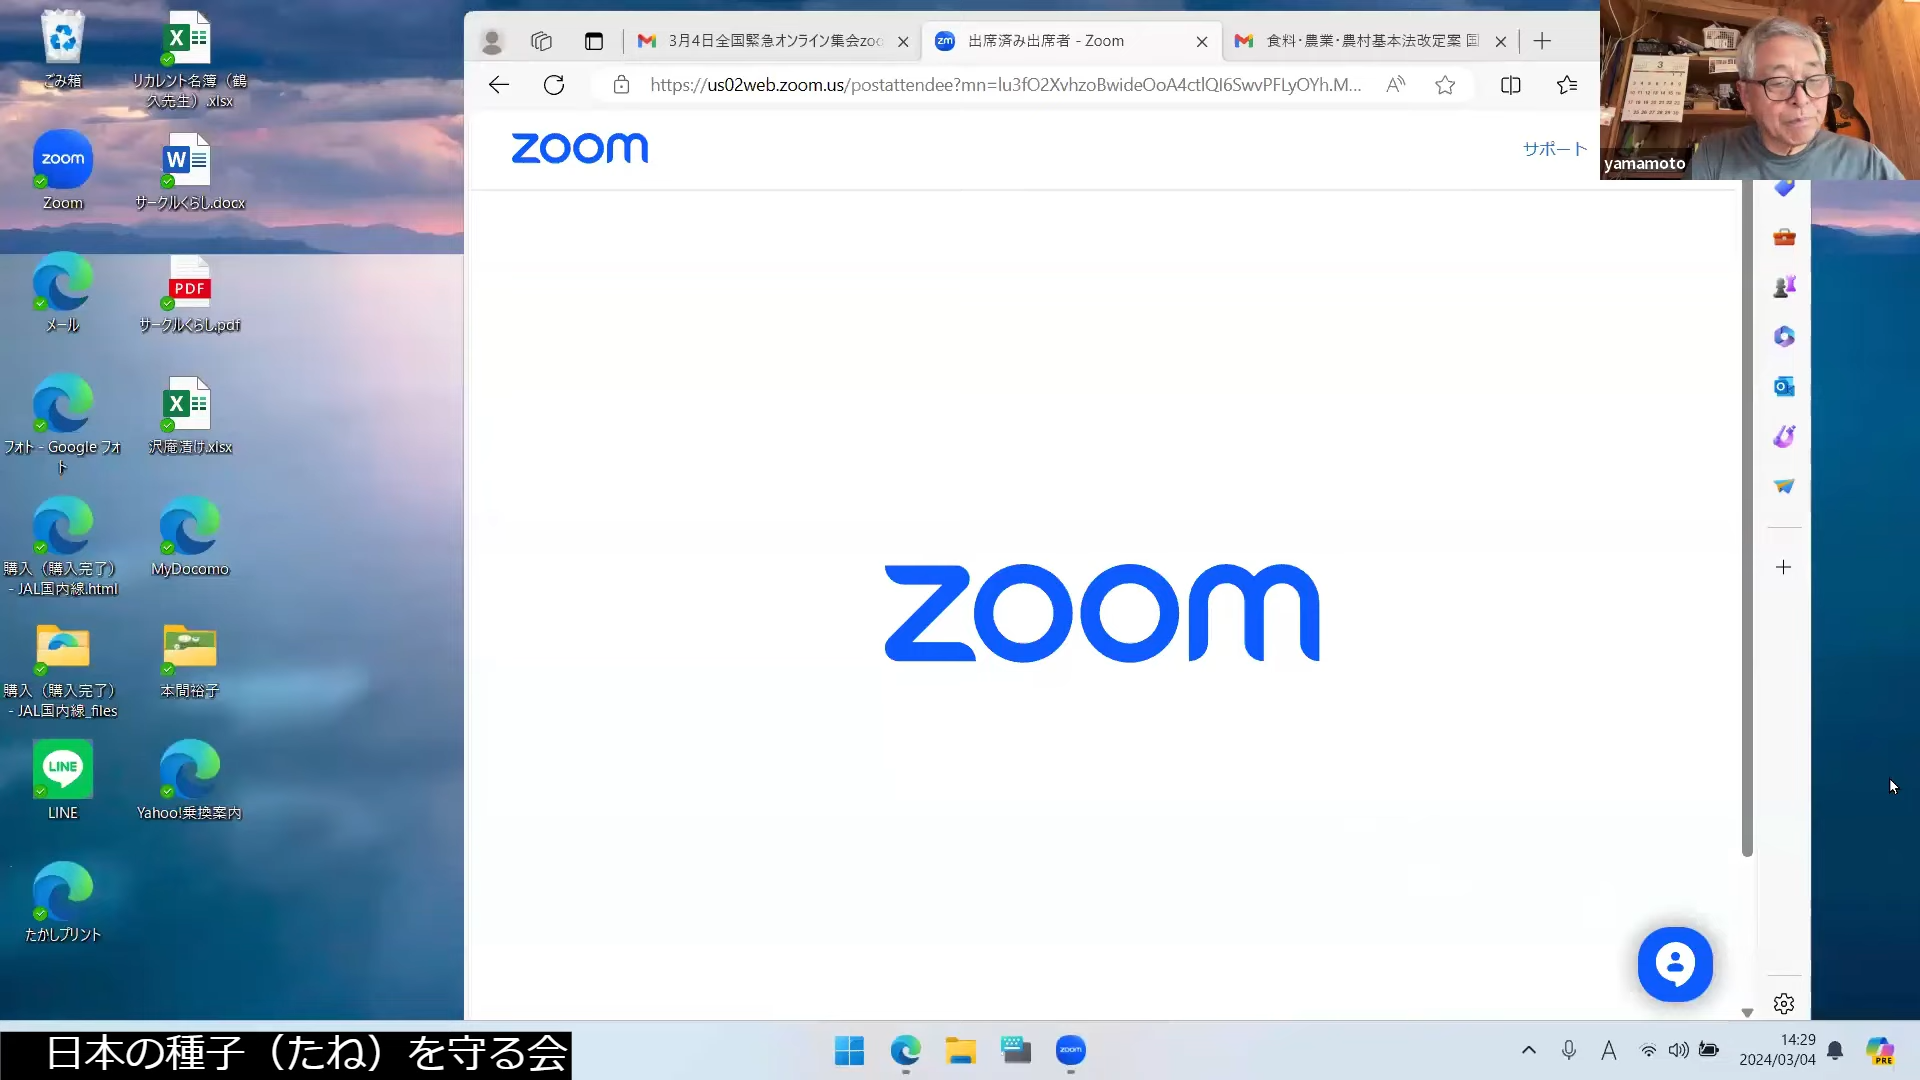 ごみ箱
リカレント名簿（鶴
久先生）.xlsx
zoom
Zoom
サークルくらし.docx
メール
PDF
サークルくらし.pdf
フォト - Google フォ
ト
沢庵漬け.xlsx
購入（購入完了）
- JAL国内線.html
MyDocomo
購入（購入完了）
- JAL国内線_files
本間裕子
LINE
LINE
Yahoo!乗換案内
たかしプリント
3月4日全国緊急オンライン集会zoo
zm
出席済み出席者 - Zoom
食料・農業・農村基本法改定案 国
https://us02web.zoom.us/postattendee?mn=lu3fO2XvhzoBwideOoA4ctlQI6SwvPFLyOYh.M...
zoom
サポート
yamamoto
zoom
日本の種子（たね）を守る会
zoom
A
14:29
2024/03/04
PRE